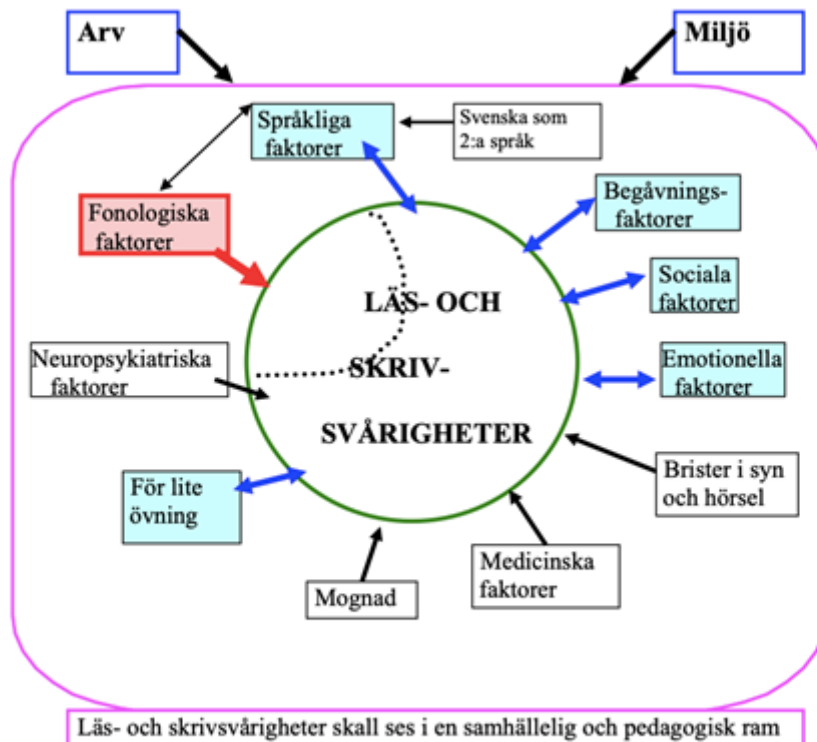 Arv
Miljö
Språkliga
faktorer
Svenska som
2:a språk
Fonologiska
faktorer
Begåvnings-
faktorer
Sociala
faktorer
LÄS- OCH
SKRIV-
SVÅRIGHETER
Neuropsykiatriska
faktorer
Emotionella
faktorer
Brister i syn
och hörsel
För lite
övning
Medicinska
faktorer
Mognad
Läs- och skrivsvårigheter skall ses i en samhällelig och pedagogisk ram